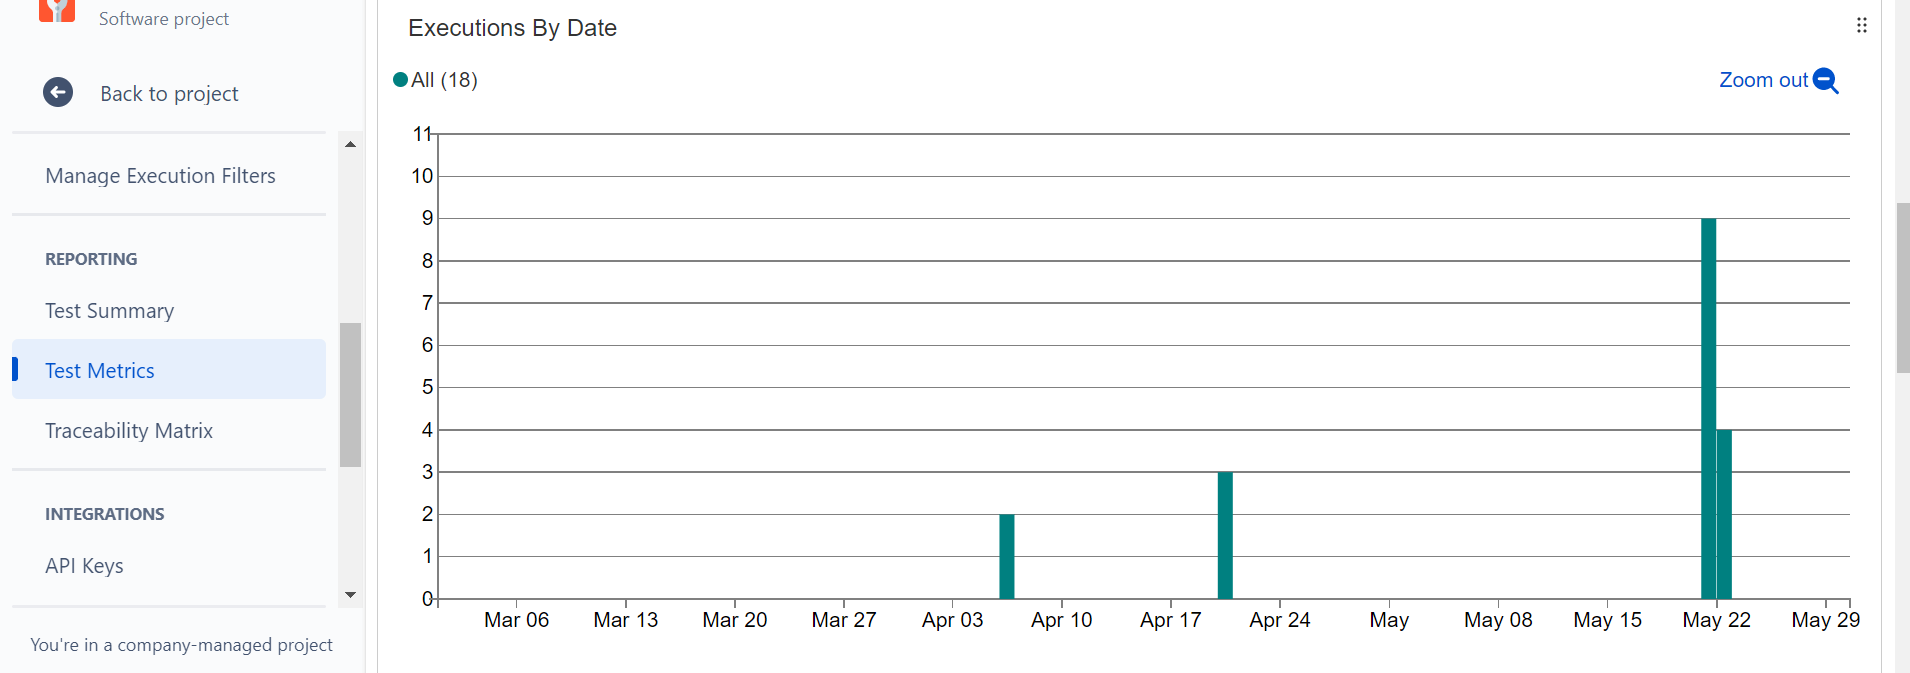 Software project
Back to project
Manage Execution Filters
REPORTING
Test Summary
Test Metrics
Traceability Matrix
INTEGRATIONS
API Keys
You're in a company-managed project
Executions By Date
All (18)
Zoom out
11
10
9
8
7
6
5
4
3
2
1
0
Mar 06 Mar 13 Mar 20 Mar 27 Apr 03 Apr 10 Apr 17 Apr 24 May May 08 May 15 May 22 May 29